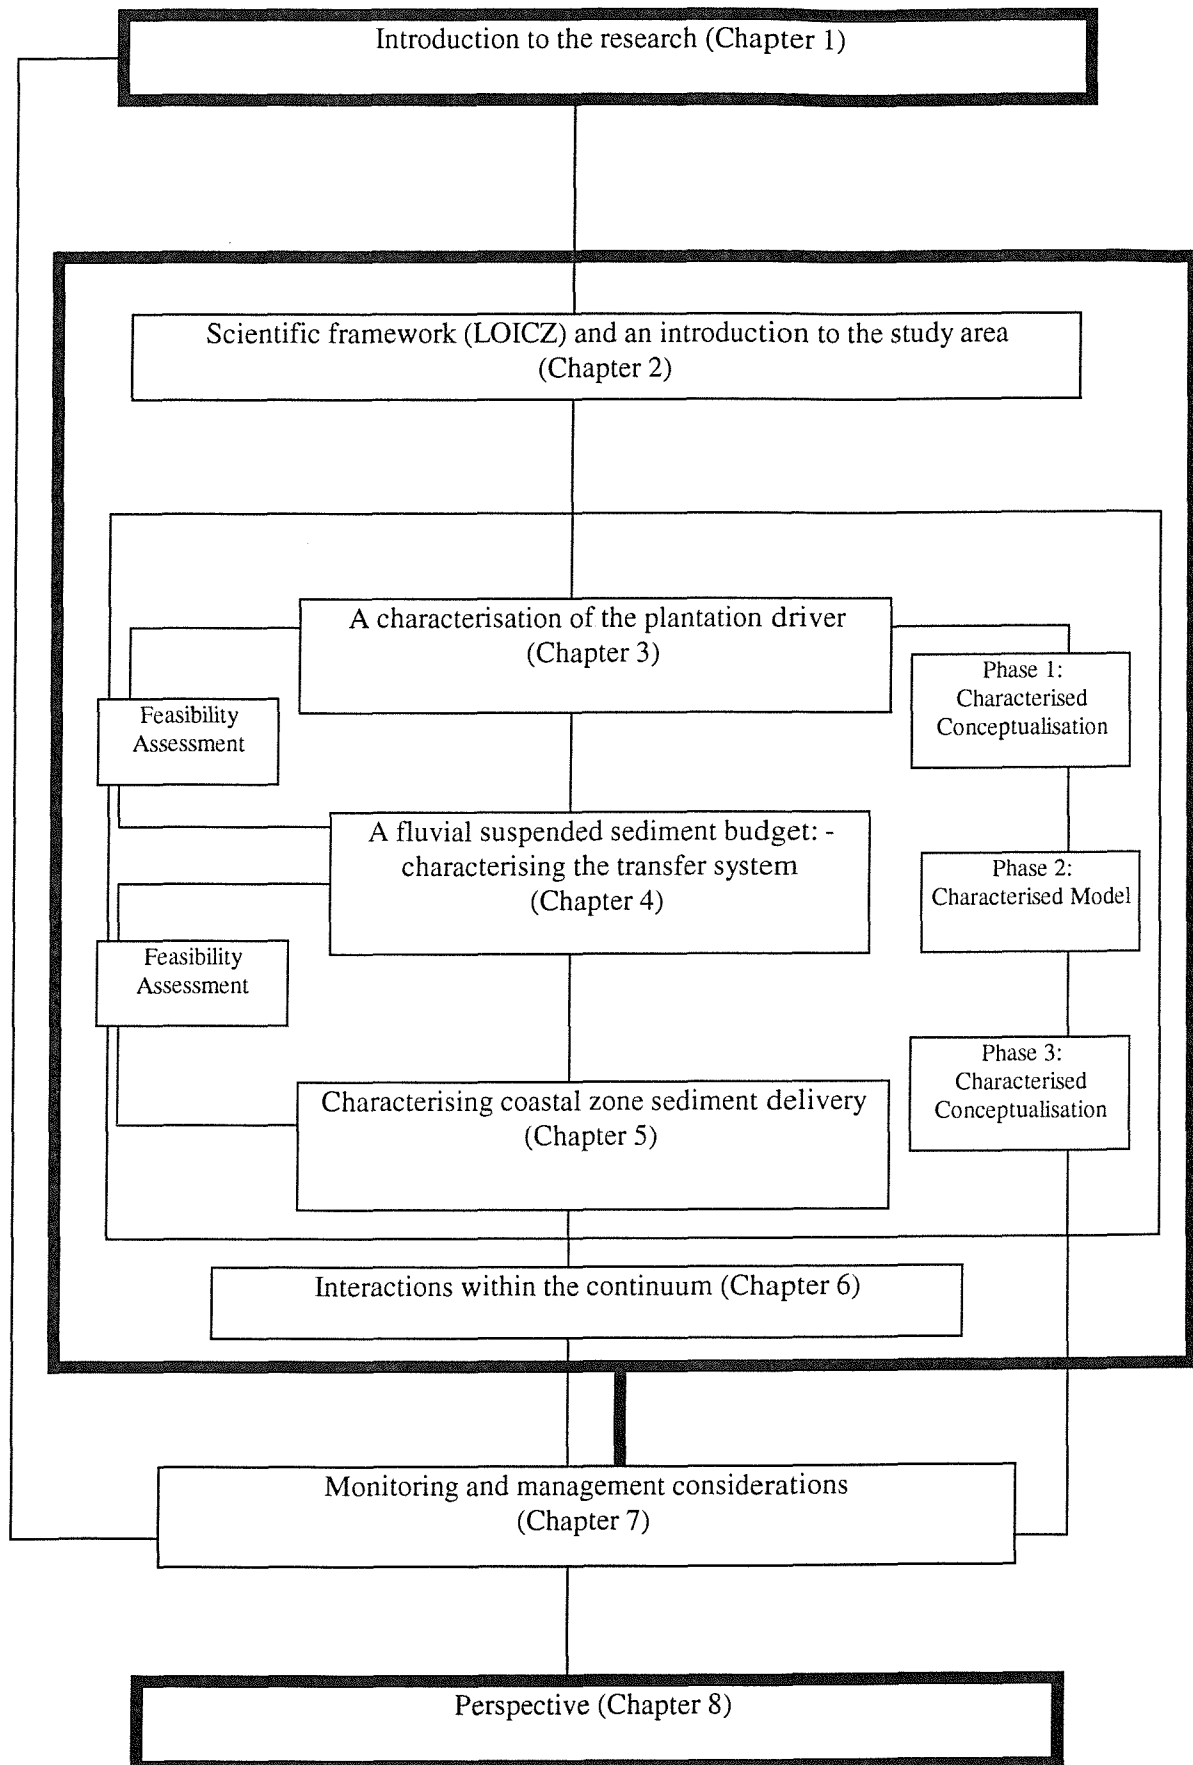 Introduction to the research (Chapter 1)
Scientific framework (LOICZ) and an introduction to the study area
(Chapter 2)
A characterisation of the plantation driver
(Chapter 3)
Phase 1:
Characterised
Conceptualisation
Feasibility
Assessment
A fluvial suspended sediment budget: -
characterising the transfer system
(Chapter 4)
Phase 2:
Characterised Model
Feasibility
Assessment
Phase 3:
Characterised
Conceptualisation
Characterising coastal zone sediment delivery
(Chapter 5)
Interactions within the continuum (Chapter 6)
Monitoring and management considerations
(Chapter 7)
Perspective (Chapter 8)